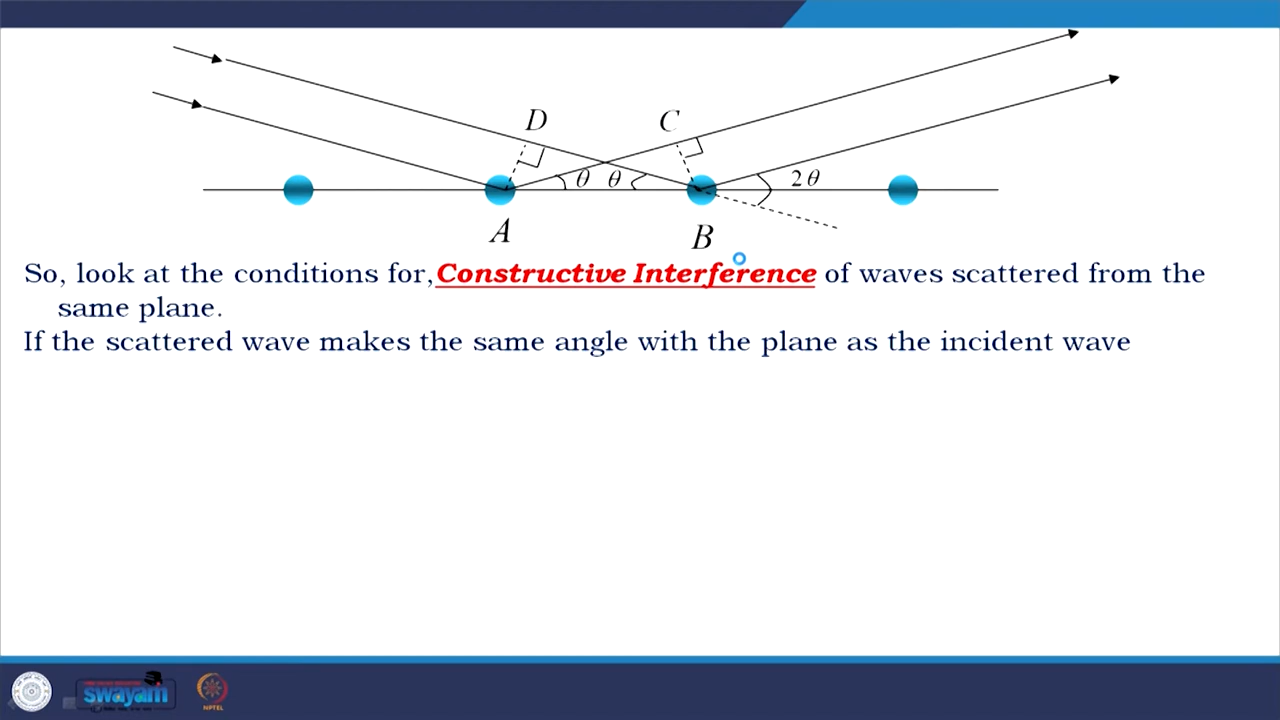 D C
θ θ 2θ
A B
So, look at the conditions for,Constructive Interference of waves scattered from the
same plane.
If the scattered wave makes the same angle with the plane as the incident wave
swayam
NPTEL